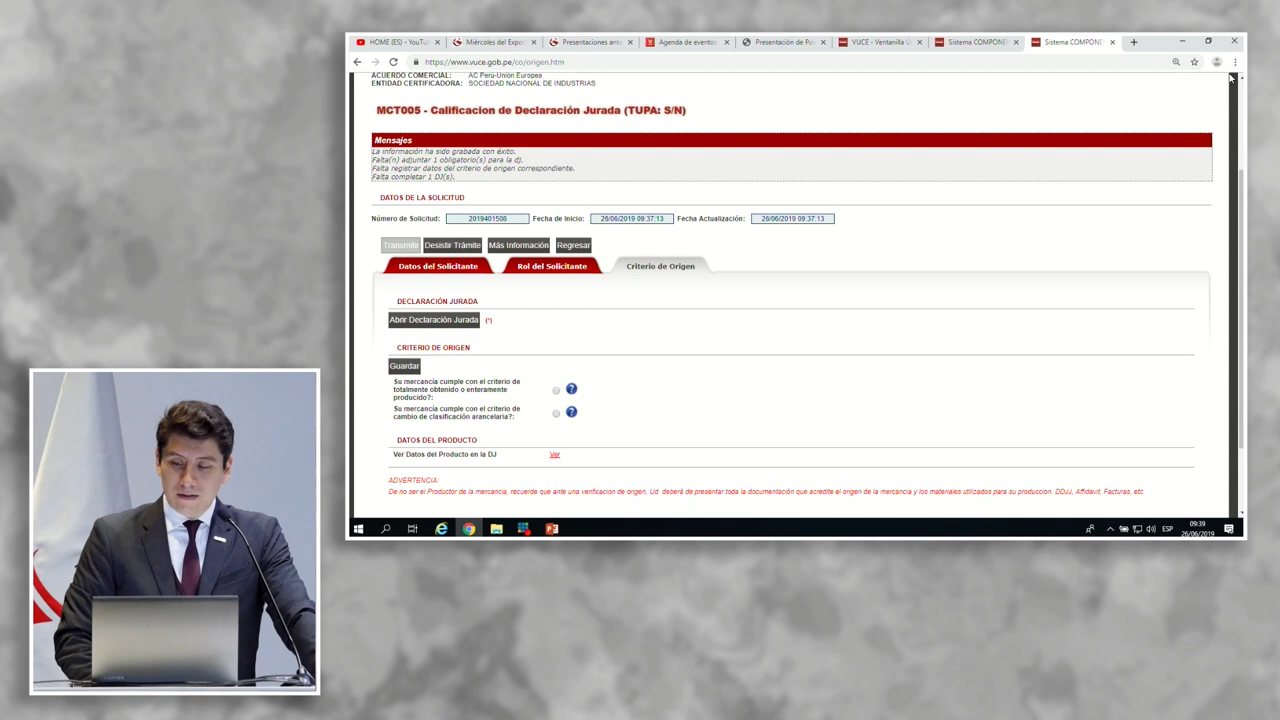 HOME (ES) - YouTu
Miércoles del Expon
Presentaciones ante
Agenda de eventos
Presentación de Po
VUCE - Ventanilla Ú
Sistema COMPONEN
Sistema COMPONEN
https://www.vuce.gob.pe/co/origen.htm
ACUERDO COMERCIAL: AC Perú-Unión Europea
ENTIDAD CERTIFICADORA: SOCIEDAD NACIONAL DE INDUSTRIAS
MCT005 - Calificacion de Declaración Jurada (TUPA: S/N)
Mensajes
La información ha sido grabada con éxito.
Falta(n) adjuntar 1 obligatorio(s) para la dj.
Falta registrar datos del criterio de origen correspondiente.
Falta completar 1 DJ(s).
DATOS DE LA SOLICITUD
Número de Solicitud: 2019401508 Fecha de Inicio: 26/06/2019 09:37:13 Fecha Actualización: 26/06/2019 09:37:13
Transmitir Desistir Trámite Más Información Regresar
Datos del Solicitante Rol del Solicitante Criterio de Origen
DECLARACIÓN JURADA
Abrir Declaración Jurada (*)
CRITERIO DE ORIGEN
Guardar
Su mercancía cumple con el criterio de
totalmente obtenido o enteramente
producido?:
Su mercancía cumple con el criterio de
cambio de clasificación arancelaria?:
DATOS DEL PRODUCTO
Ver Datos del Producto en la DJ Ver
ADVERTENCIA:
De no ser el Productor de la mercancia, recuerde que ante una verificacion de origen, Ud. deberá de presentar toda la documentación que acredite el origen de la mercancia y los materiales utilizados para su produccion. DDJJ, Affidavit, Facturas, etc.
ESP
09:39
26/06/2019